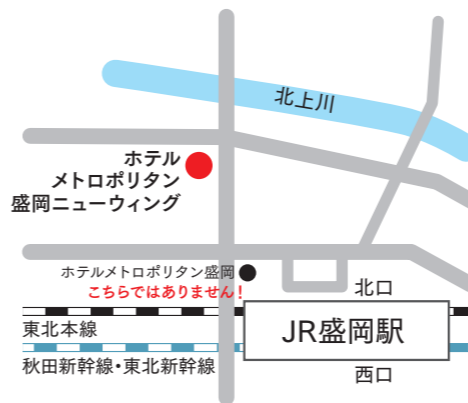 北上川
ホテル
メトロポリタン
盛岡ニューウィング
ホテルメトロポリタン盛岡
こちらではありません！
北口
東北本線
JR盛岡駅
秋田新幹線・東北新幹線
西口